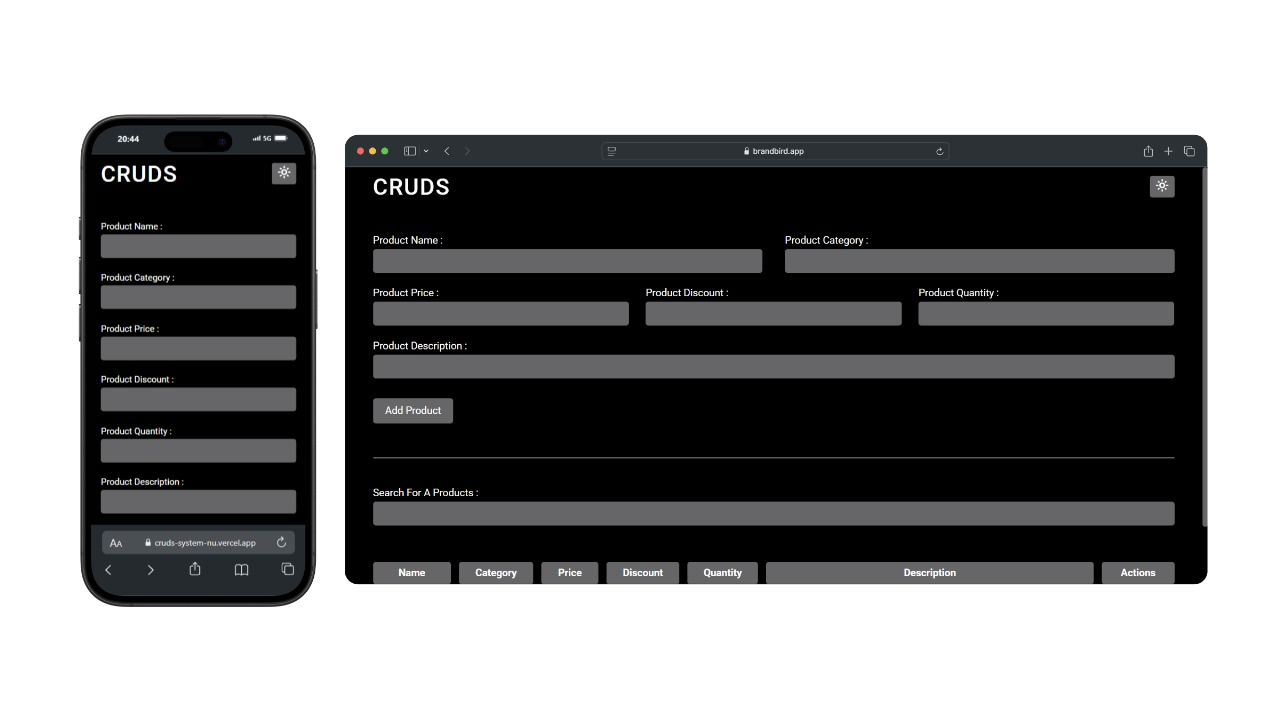 20:44
5G
CRUDS
Product Name :
Product Category :
Product Price :
Product Discount :
Product Quantity :
Product Description :
AA
cruds-system-nu.vercel.app
brandbird.app
CRUDS
Product Name :
Product Category :
Product Price :
Product Discount :
Product Quantity :
Product Description :
Add Product
Search For A Products :
Name
Category
Price
Discount
Quantity
Description
Actions